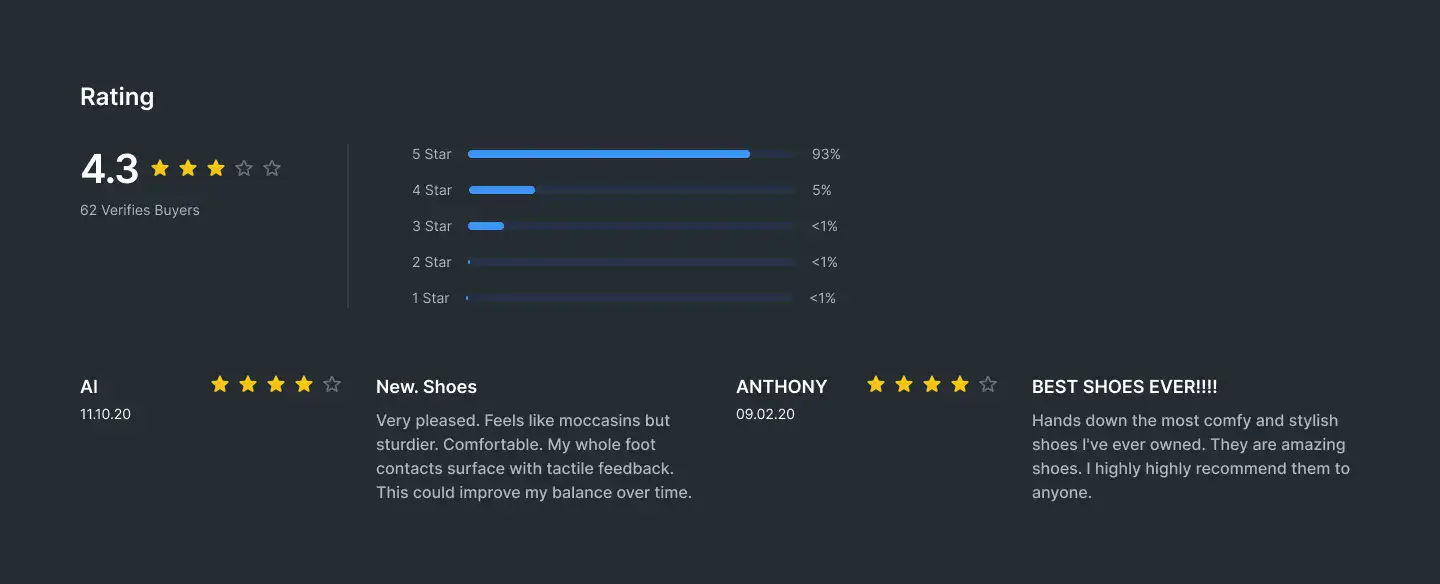 Rating
4.3
62 Verifies Buyers
5 Star 93%
4 Star 5%
3 Star <1%
2 Star <1%
1 Star <1%
Al
11.10.20
New. Shoes
Very pleased. Feels like moccasins but
sturdier. Comfortable. My whole foot
contacts surface with tactile feedback.
This could improve my balance over time.
ANTHONY
09.02.20
BEST SHOES EVER!!!!
Hands down the most comfy and stylish
shoes I've ever owned. They are amazing
shoes. I highly highly recommend them to
anyone.